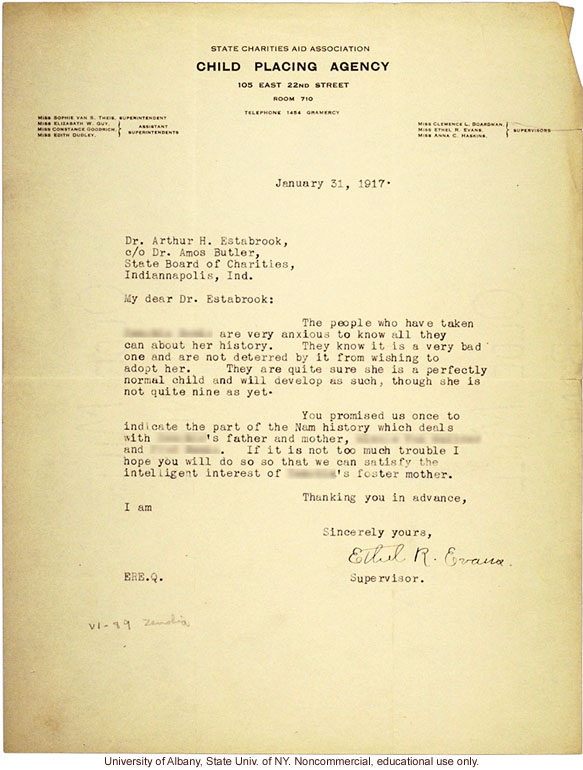 STATE CHARITIES AID ASSOCIATION
CHILD PLACING AGENCY
105 EAST 22ND STREET
ROOM 710
TELEPHONE 1454 GRAMERCY
MISS SOPHIE VAN S. THEIS, SUPERINTENDENT
MISS ELIZABETH W. GUY,
MISS CONSTANCE GOODRICH,
MISS EDITH DUDLEY,
ASSISTANT
SUPERINTENDENTS
MISS CLEMENCE L. BOARDMAN,
MISS ETHEL R. EVANS,
MISS ANNA C. HASKINS,
SUPERVISORS
January 31, 1917.
Dr. Arthur H. Estabrook,
c/o Dr. Amos Butler,
State Board of Charities,
Indiannapolis, Ind.
My dear Dr. Estabrook:
The people who have taken
are very anxious to know all they
can about her history. They know it is a very bad
one and are not deterred by it from wishing to
adopt her. They are quite sure she is a perfectly
normal child and will develop as such, though she is
not quite nine as yet.
You promised us once to
indicate the part of the Nam history which deals
with 's father and mother,
and . If it is not too much trouble I
hope you will do so so that we can satisfy the
intelligent interest of 's foster mother.
Thanking you in advance,
I am
Sincerely yours,
Ethel R. Evans.
Supervisor.
ERE.Q.
VI-39 Zenobia
University of Albany, State Univ. of NY. Noncommercial, educational use only.